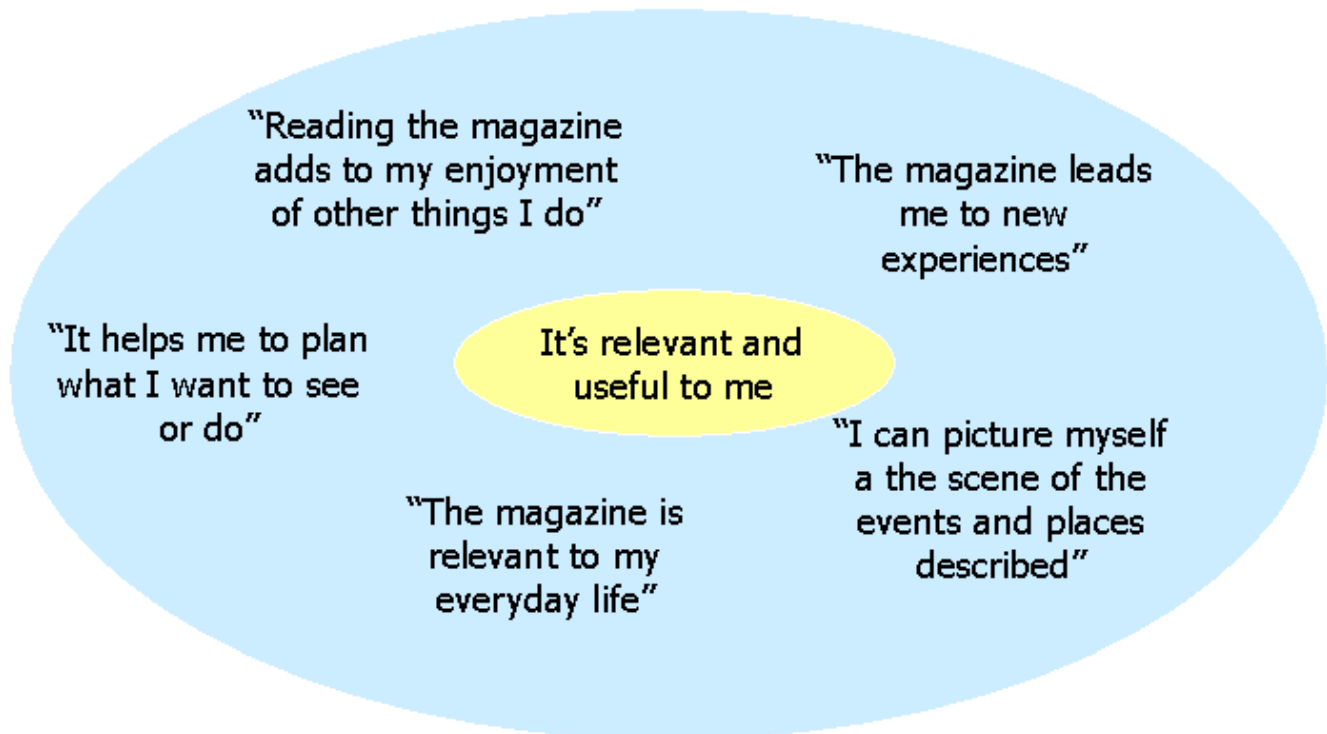 “Reading the magazine
adds to my enjoyment
of other things I do”
“The magazine leads
me to new
experiences”
“It helps me to plan
what I want to see
or do”
It’s relevant and
useful to me
“I can picture myself
a the scene of the
events and places
described”
“The magazine is
relevant to my
everyday life”